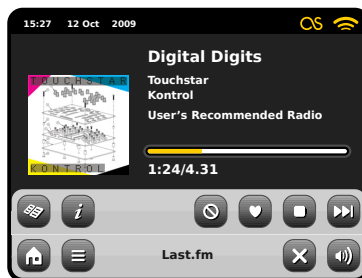 15:27 12 Oct 2009
Digital Digits
TOUCHSTAR
Touchstar
Kontrol
User's Recommended Radio
KONTROL
1:24/4.31
i
Last.fm